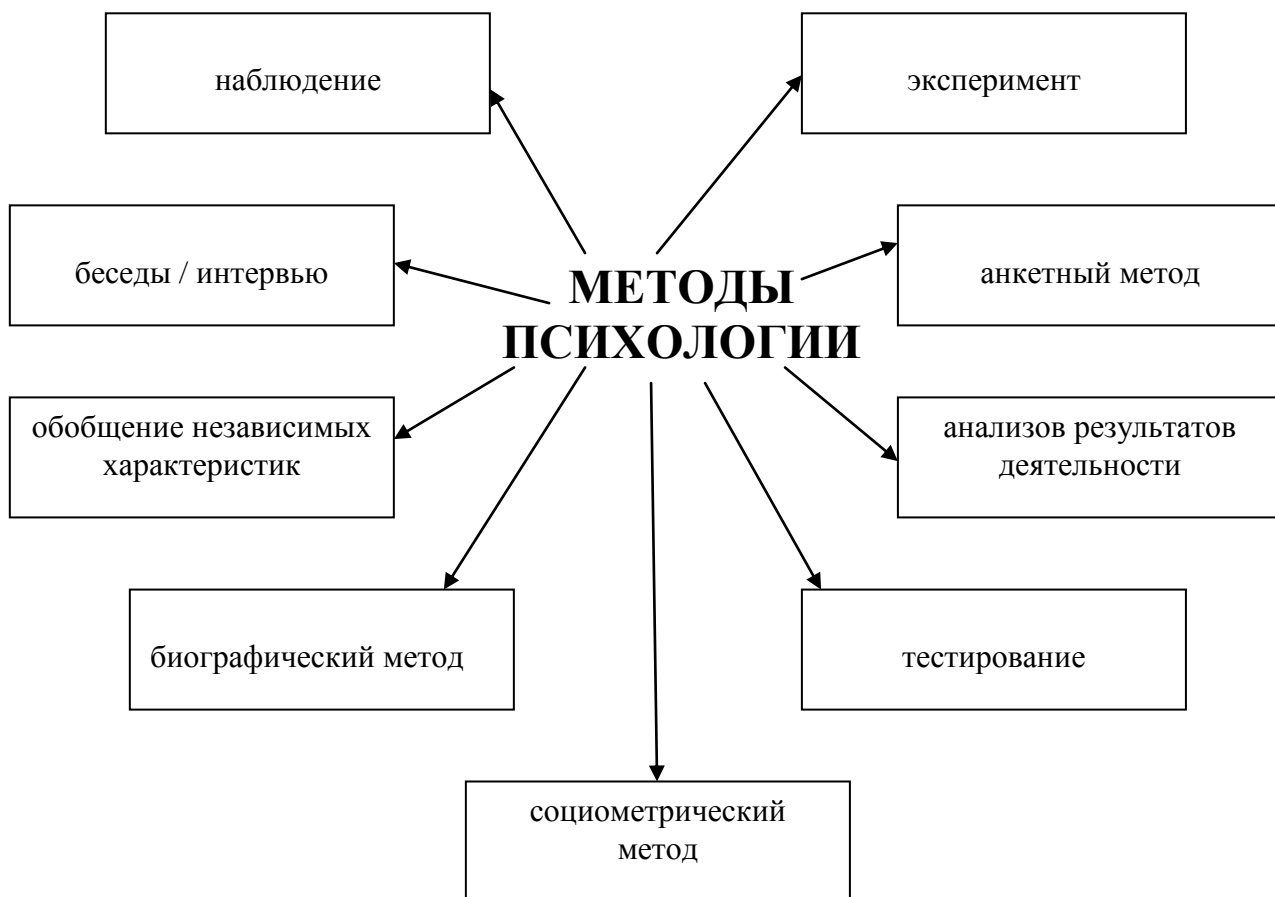 наблюдение
эксперимент
беседы / интервью
анкетный метод
МЕТОДЫ
ПСИХОЛОГИИ
обобщение независимых
характеристик
анализов результатов
деятельности
биографический метод
тестирование
социометрический
метод